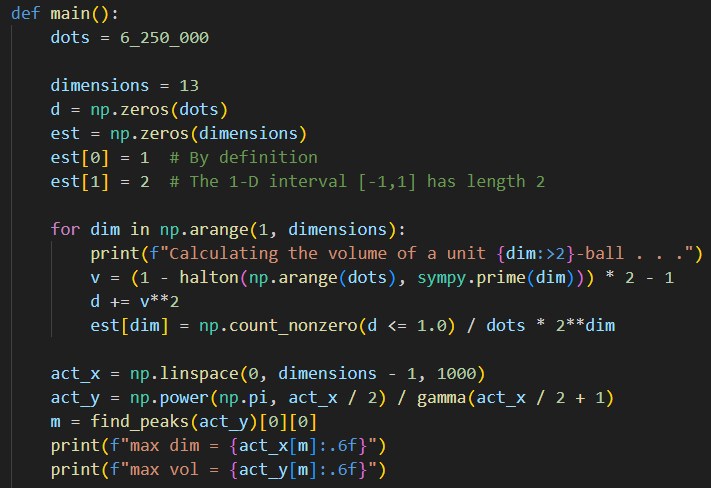 def main():
    dots = 6_250_000

    dimensions = 13
    d = np.zeros(dots)
    est = np.zeros(dimensions)
    est[0] = 1  # By definition
    est[1] = 2  # The 1-D interval [-1,1] has length 2

    for dim in np.arange(1, dimensions):
        print(f"Calculating the volume of a unit {dim:>2}-ball . . .")
        v = (1 - halton(np.arange(dots), sympy.prime(dim))) * 2 - 1
        d += v**2
        est[dim] = np.count_nonzero(d <= 1.0) / dots * 2**dim

    act_x = np.linspace(0, dimensions - 1, 1000)
    act_y = np.power(np.pi, act_x / 2) / gamma(act_x / 2 + 1)
    m = find_peaks(act_y)[0][0]
    print(f"max dim = {act_x[m]:.6f}")
    print(f"max vol = {act_y[m]:.6f}")